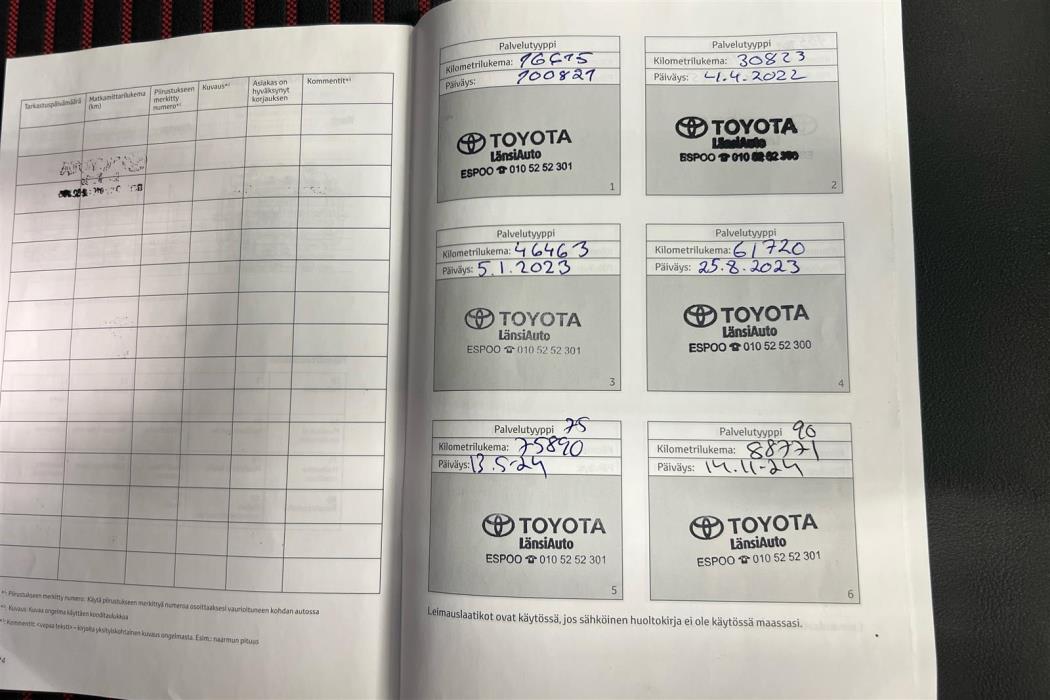 Tarkastuspäivämäärä
Matkamittarilukema (km)
Piirustukseen merkitty numero*¹
Kuvaus*²
Asiakas on hyväksynyt korjauksen
Kommentit*³
*¹: Piirustukseen merkitty numero: Käytä piirustukseen merkittyä numeroa osoittaaksesi vaurioituneen kohdan autossa
*²: Kuvaus: Kuvaa ongelma käyttäen kooditaulukkoa
*³: Kommentit: <vapaa teksti> – kirjoita yksityiskohtainen kuvaus ongelmasta. Esim.: naarmun pituus
Palvelutyyppi
Kilometrilukema:
Päiväys: 100821
TOYOTA
LänsiAuto
ESPOO ☎ 010 52 52 301
1
Palvelutyyppi
Kilometrilukema: 30823
Päiväys: 4.4.2022
TOYOTA
LänsiAuto
ESPOO ☎ 010
2
Palvelutyyppi
Kilometrilukema: 46463
Päiväys: 5.1.2023
TOYOTA
LänsiAuto
ESPOO ☎ 010 52 52 301
3
Palvelutyyppi
Kilometrilukema: 61720
Päiväys: 25.8.2023
TOYOTA
LänsiAuto
ESPOO ☎ 010 52 52 300
4
Palvelutyyppi 75
Kilometrilukema: 75890
Päiväys: 13.5-24
TOYOTA
LänsiAuto
ESPOO ☎ 010 52 52 301
5
Palvelutyyppi 90
Kilometrilukema: 88771
Päiväys: 14.11-24
TOYOTA
LänsiAuto
ESPOO ☎ 010 52 52 301
6
Leimauslaatikot ovat käytössä, jos sähköinen huoltokirja ei ole käytössä maassasi.